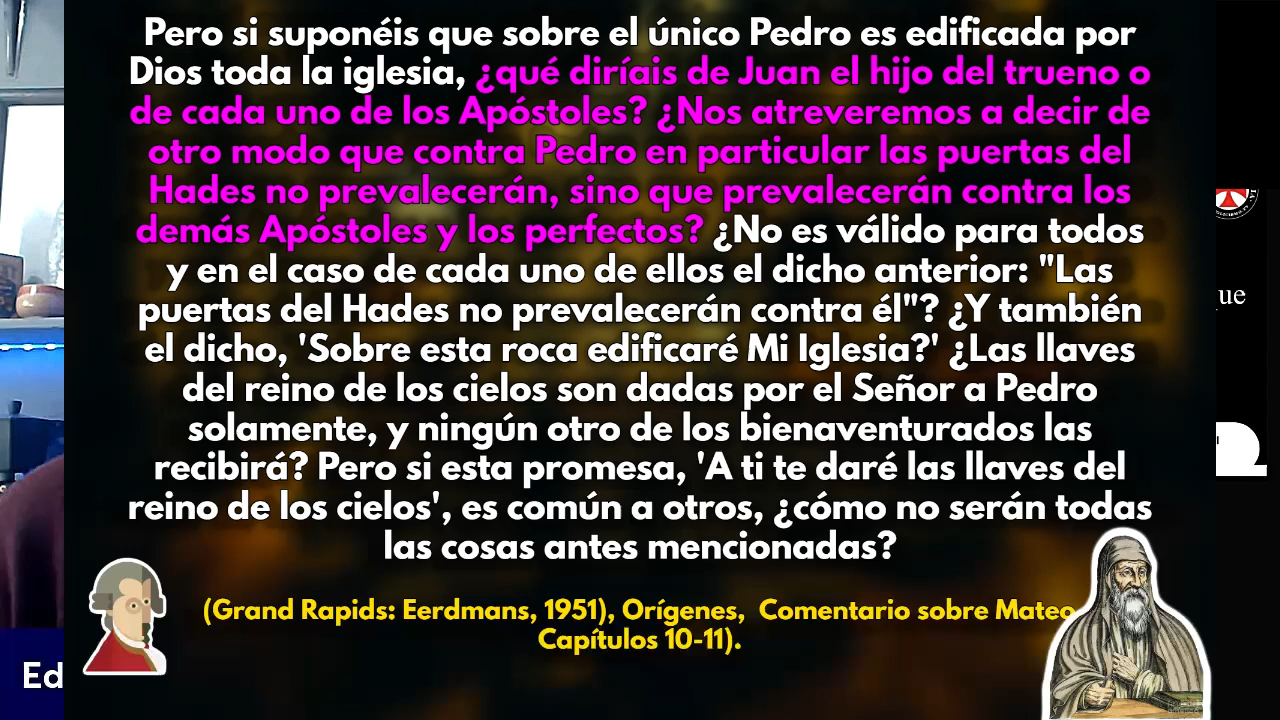 Pero si suponéis que sobre el único Pedro es edificada por
Dios toda la iglesia, ¿qué diríais de Juan el hijo del trueno o
de cada uno de los Apóstoles? ¿Nos atreveremos a decir de
otro modo que contra Pedro en particular las puertas del
Hades no prevalecerán, sino que prevalecerán contra los
demás Apóstoles y los perfectos? ¿No es válido para todos
y en el caso de cada uno de ellos el dicho anterior: "Las
puertas del Hades no prevalecerán contra él"? ¿Y también
el dicho, 'Sobre esta roca edificaré Mi Iglesia?' ¿Las llaves
del reino de los cielos son dadas por el Señor a Pedro
solamente, y ningún otro de los bienaventurados las
recibirá? Pero si esta promesa, 'A ti te daré las llaves del
reino de los cielos', es común a otros, ¿cómo no serán todas
las cosas antes mencionadas?
(Grand Rapids: Eerdmans, 1951), Orígenes, Comentario sobre Mateo
Capítulos 10-11).
Ed
ue